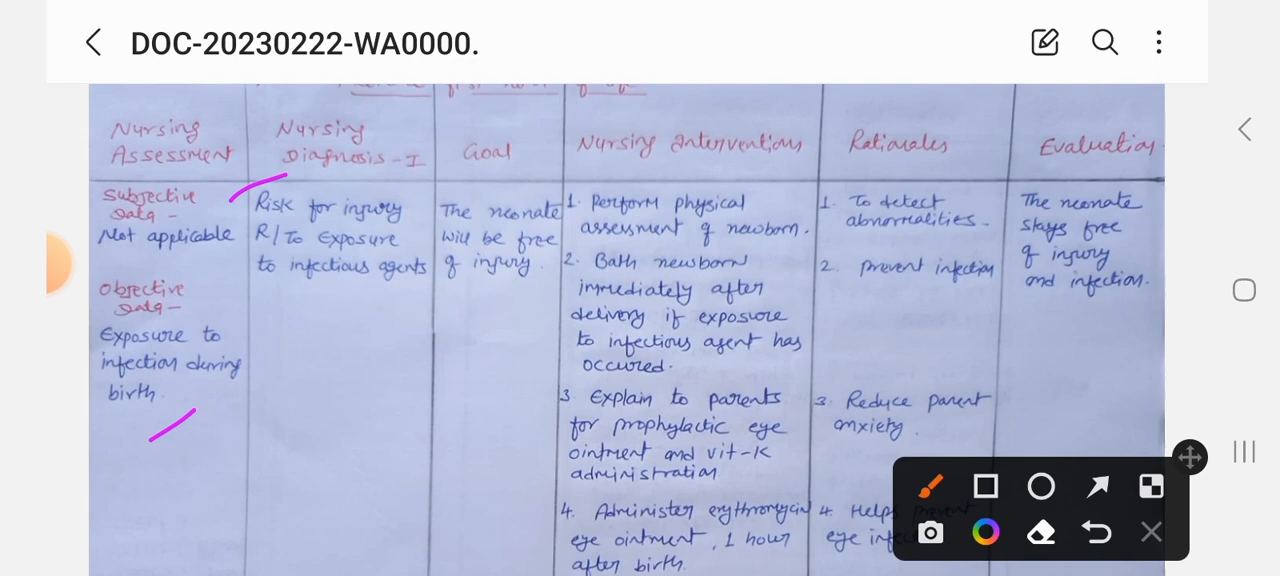 DOC-20230222-WA0000.
Nursing
Assessment
Nursing
Diagnosis-I
Goal
Nursing Interventions
Rationales
Evaluation
Subjective
Data-
Not applicable
Objective
Data-
Exposure to
infection during
birth.
Risk for injury
R/To Exposure
to infectious agents
The neonate
will be free
of injury.
1. Perform physical
assessment of newborn.
2. Bath newborn
immediately after
delivery if exposure
to infectious agent has
occured.
3 Explain to parents
for prophylactic eye
ointment and vit-K
administration
4. Administer erythromycin
eye ointment, 1 hour
after birth.
1. To detect
abnormalities.
2. prevent infection
3. Reduce parent
anxiety.
4. Helps prevent
eye
The neonate
stays free
of injury
and infection.